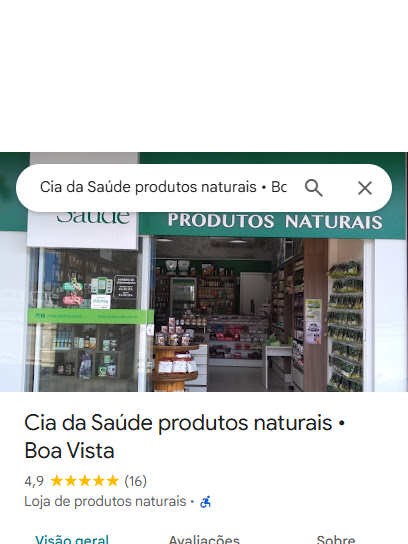 Cia da Saúde produtos naturais • Bo
Saúde
PRODUTOS NATURAIS
Cia da Saúde produtos naturais •
Boa Vista
4,9 ★★★★★ (16)
Loja de produtos naturais •
Visão geral
Avaliações
Sobre